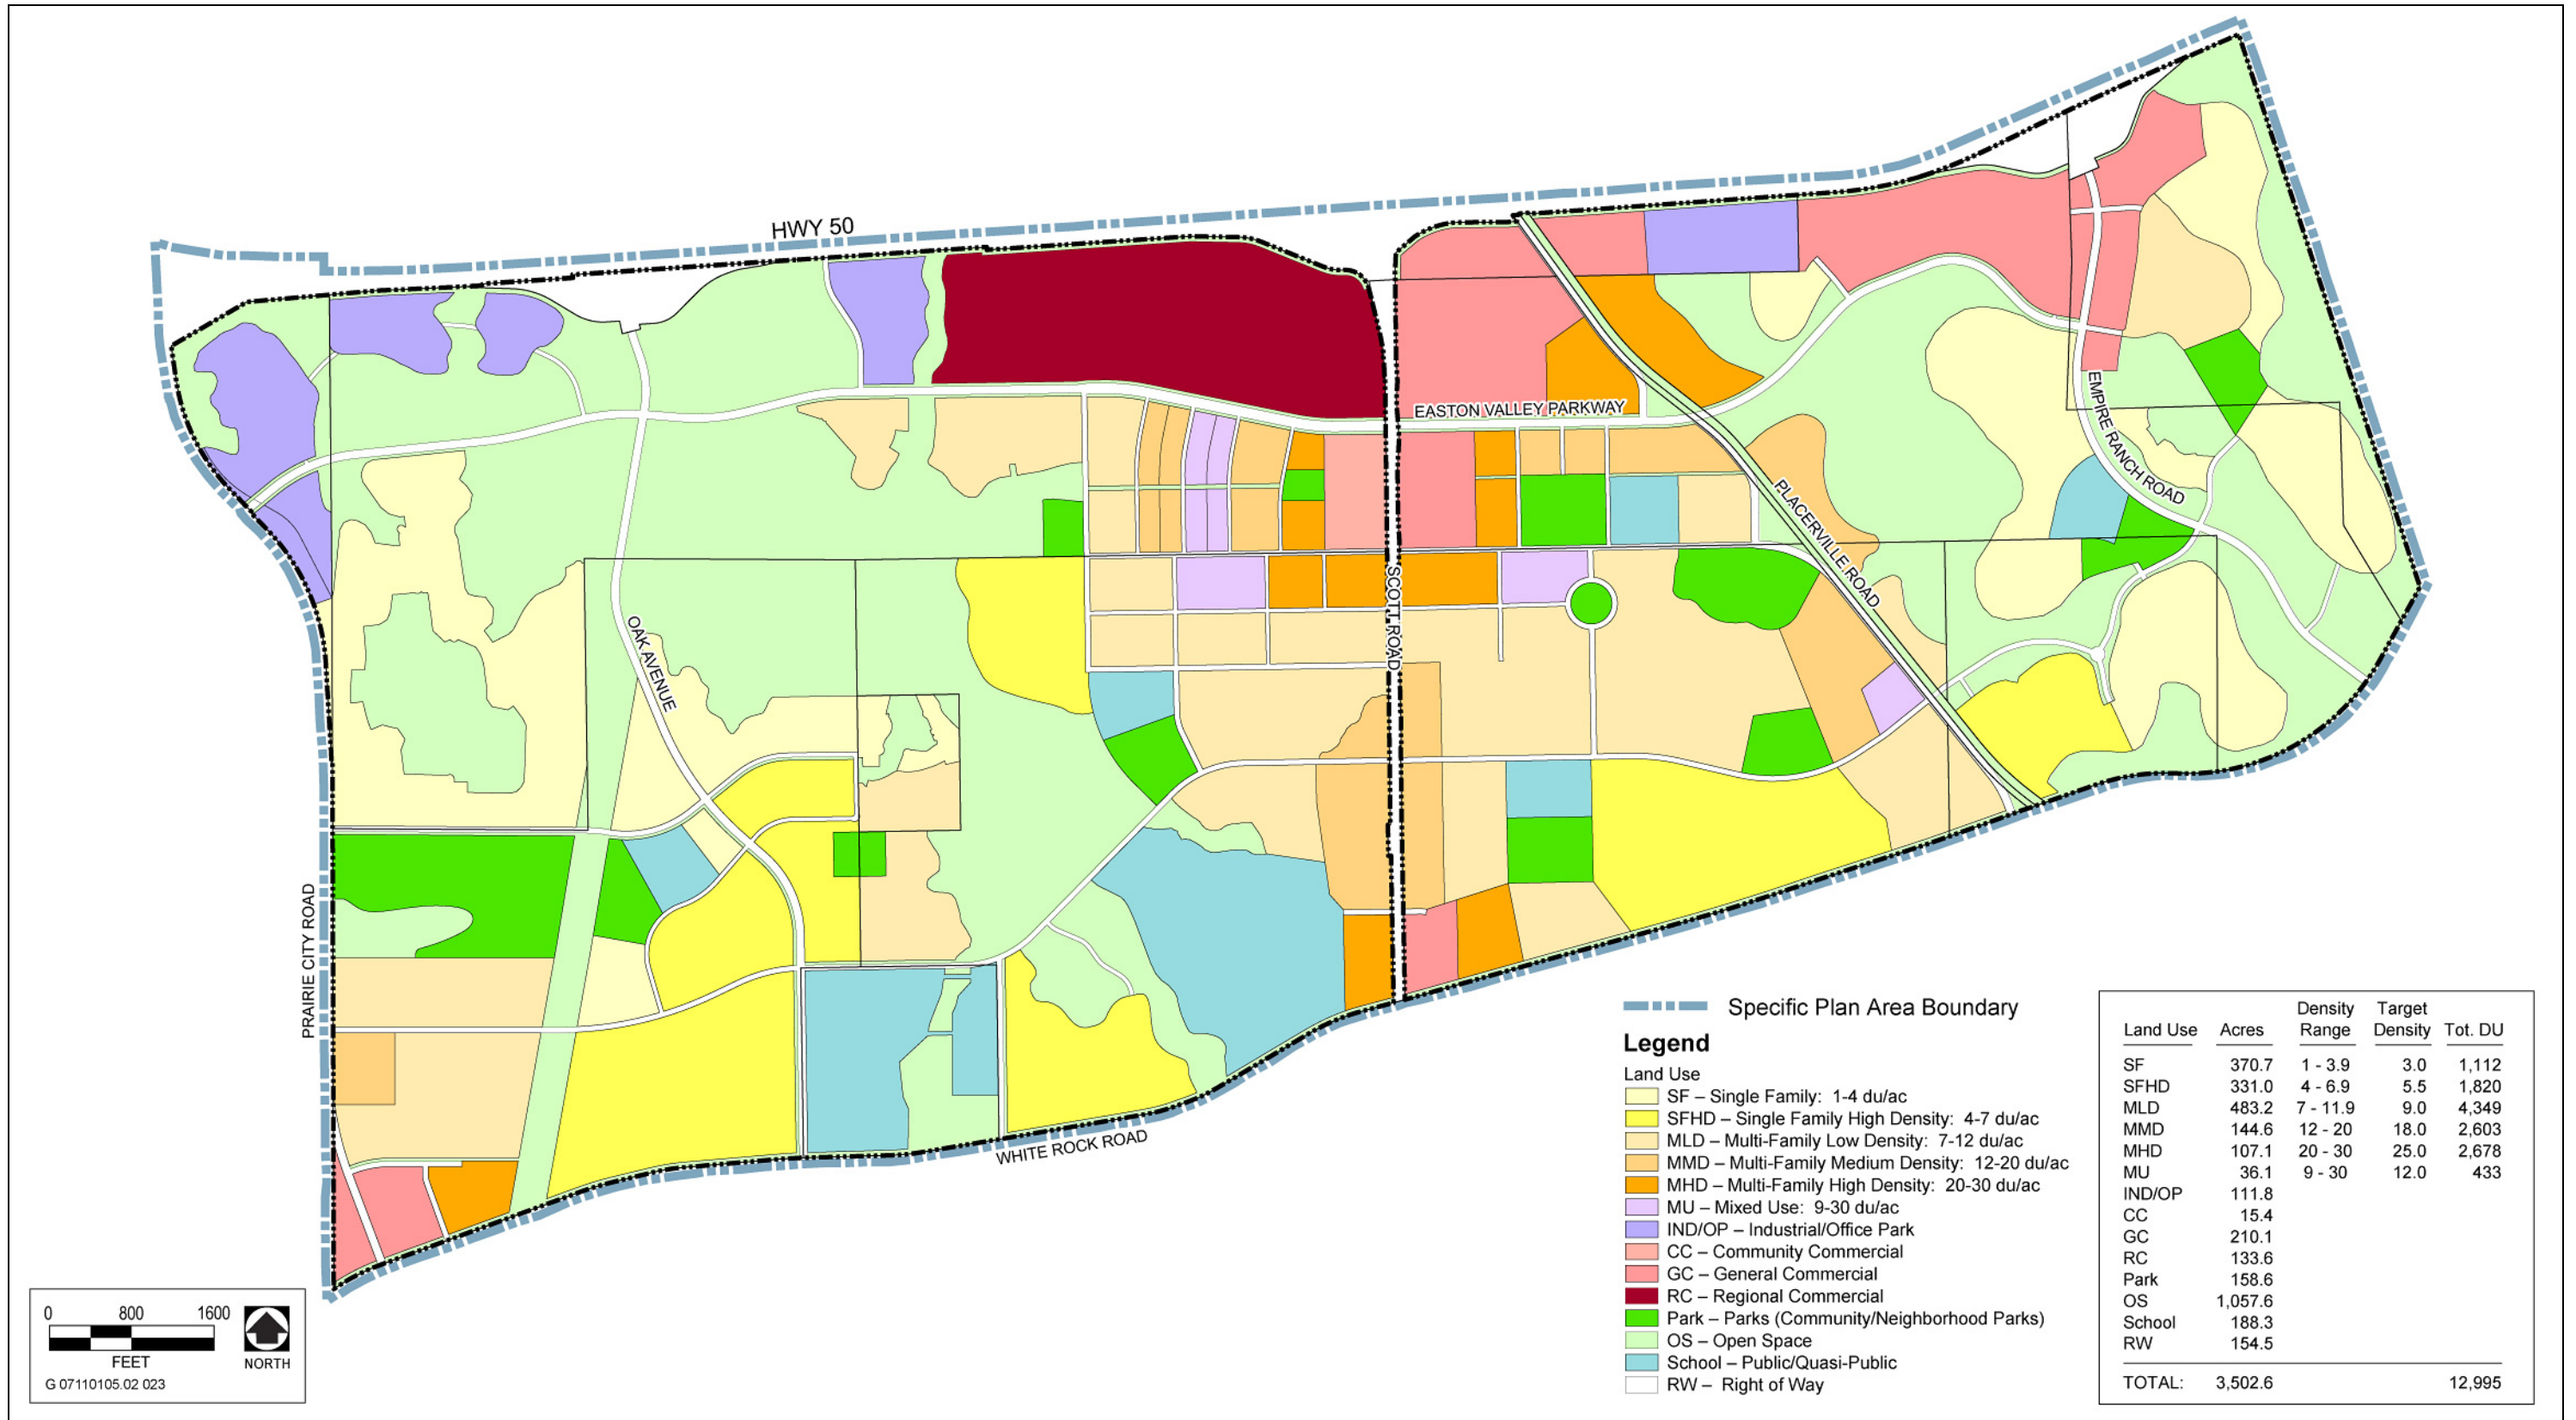 HWY 50
EASTON VALLEY PARKWAY
EMPIRE RANCH ROAD
PLACERVILLE ROAD
SCOTT ROAD
OAK AVENUE
PRAIRIE CITY ROAD
WHITE ROCK ROAD
0 800 1600
FEET
NORTH
G 07110105.02 023
Specific Plan Area Boundary
Legend
Land Use
SF – Single Family: 1-4 du/ac
SFHD – Single Family High Density: 4-7 du/ac
MLD – Multi-Family Low Density: 7-12 du/ac
MMD – Multi-Family Medium Density: 12-20 du/ac
MHD – Multi-Family High Density: 20-30 du/ac
MU – Mixed Use: 9-30 du/ac
IND/OP – Industrial/Office Park
CC – Community Commercial
GC – General Commercial
RC – Regional Commercial
Park – Parks (Community/Neighborhood Parks)
OS – Open Space
School – Public/Quasi-Public
RW – Right of Way
Density Target
Land Use Acres Range Density Tot. DU
SF 370.7 1 - 3.9 3.0 1,112
SFHD 331.0 4 - 6.9 5.5 1,820
MLD 483.2 7 - 11.9 9.0 4,349
MMD 144.6 12 - 20 18.0 2,603
MHD 107.1 20 - 30 25.0 2,678
MU 36.1 9 - 30 12.0 433
IND/OP 111.8
CC 15.4
GC 210.1
RC 133.6
Park 158.6
OS 1,057.6
School 188.3
RW 154.5
TOTAL: 3,502.6 12,995